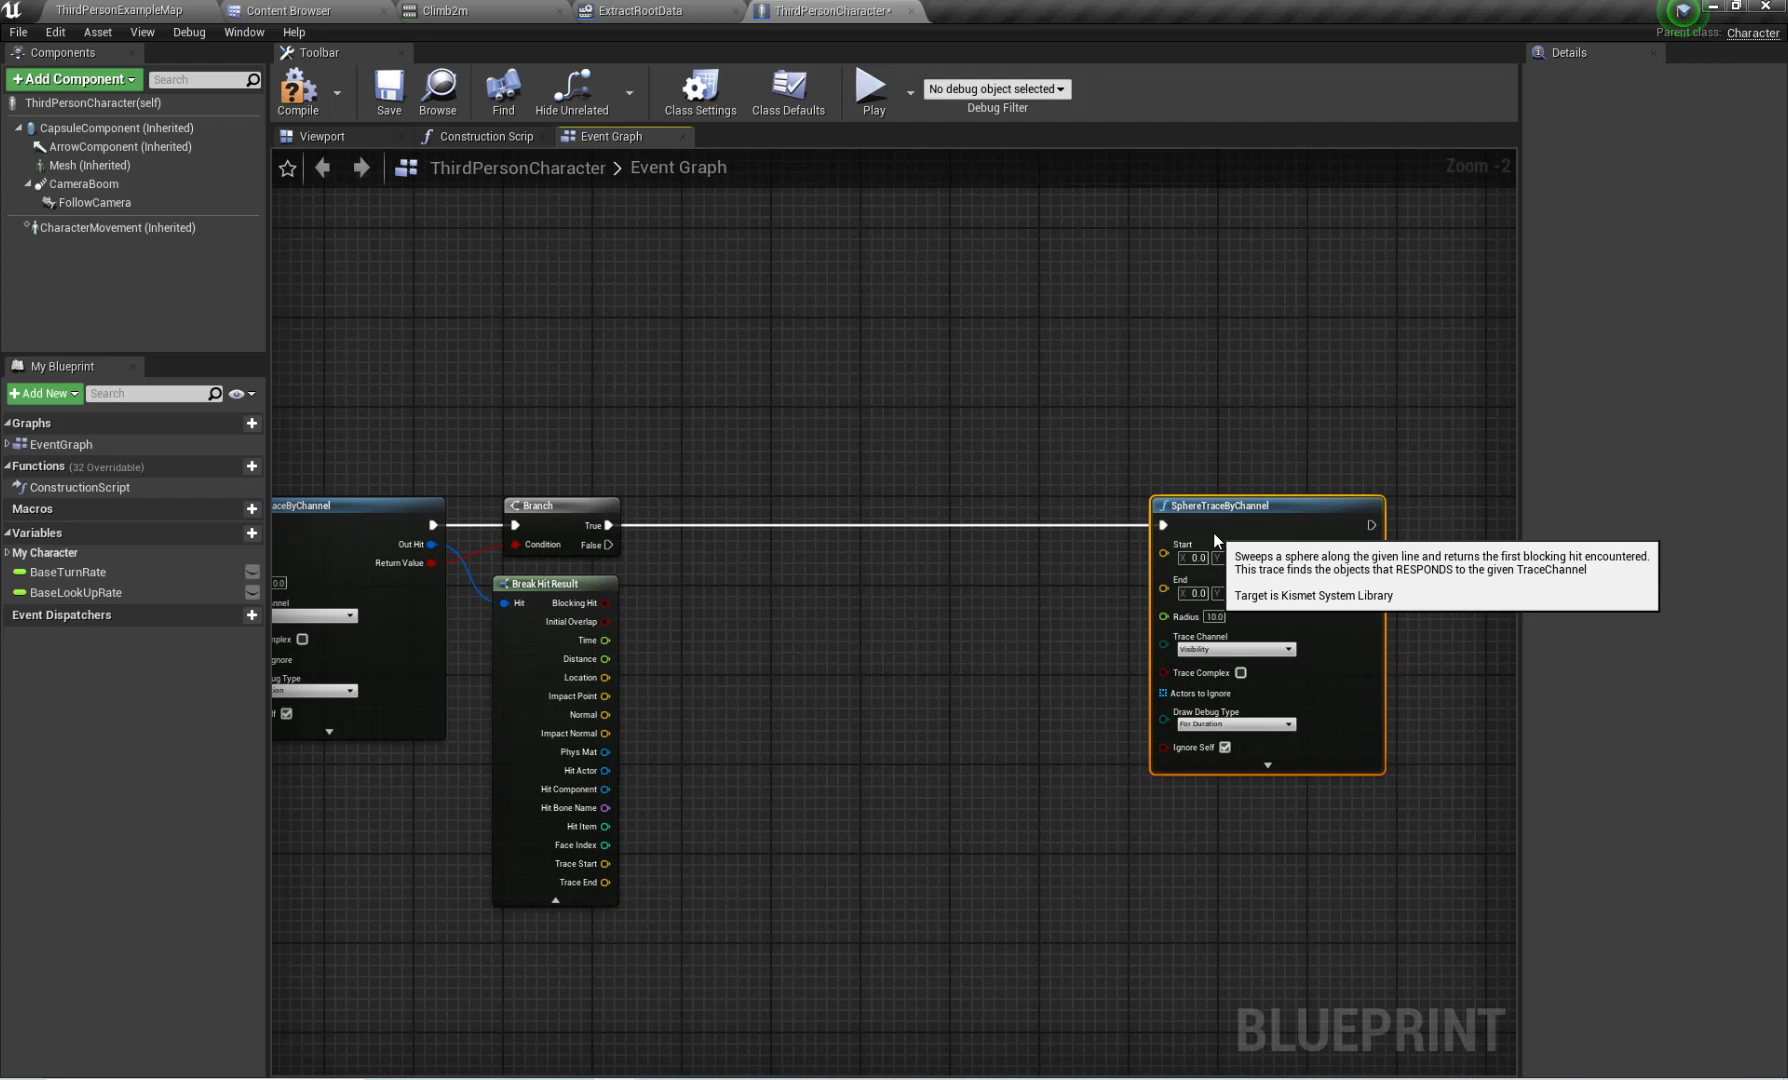 ThirdPersonExampleMap
Content Browser
Climb2m
ExtractRootData
ThirdPersonCharacter*
File Edit Asset View Debug Window Help
Parent class: Character
Components
+Add Component
Search
ThirdPersonCharacter(self)
CapsuleComponent (Inherited)
ArrowComponent (Inherited)
Mesh (Inherited)
CameraBoom
FollowCamera
CharacterMovement (Inherited)
Toolbar
Compile
Save
Browse
Find
Hide Unrelated
Class Settings
Class Defaults
Play
No debug object selected
Debug Filter
Details
Viewport
Construction Scrip
Event Graph
ThirdPersonCharacter > Event Graph
Zoom -2
My Blueprint
+Add New
Search
Graphs
EventGraph
Functions (32 Overridable)
ConstructionScript
Macros
Variables
My Character
BaseTurnRate
BaseLookUpRate
Event Dispatchers
aceByChannel
Out Hit
Return Value
0.0
nnel
nplex
nore
ug Type
ion
f
Branch
True
Condition
False
Break Hit Result
Hit
Blocking Hit
Initial Overlap
Time
Distance
Location
Impact Point
Normal
Impact Normal
Phys Mat
Hit Actor
Hit Component
Hit Bone Name
Hit Item
Face Index
Trace Start
Trace End
SphereTraceByChannel
Start
X 0.0 Y
End
X 0.0 Y
Radius 10.0
Trace Channel
Visibility
Trace Complex
Actors to Ignore
Draw Debug Type
For Duration
Ignore Self
Sweeps a sphere along the given line and returns the first blocking hit encountered.
This trace finds the objects that RESPONDS to the given TraceChannel
Target is Kismet System Library
BLUEPRINT